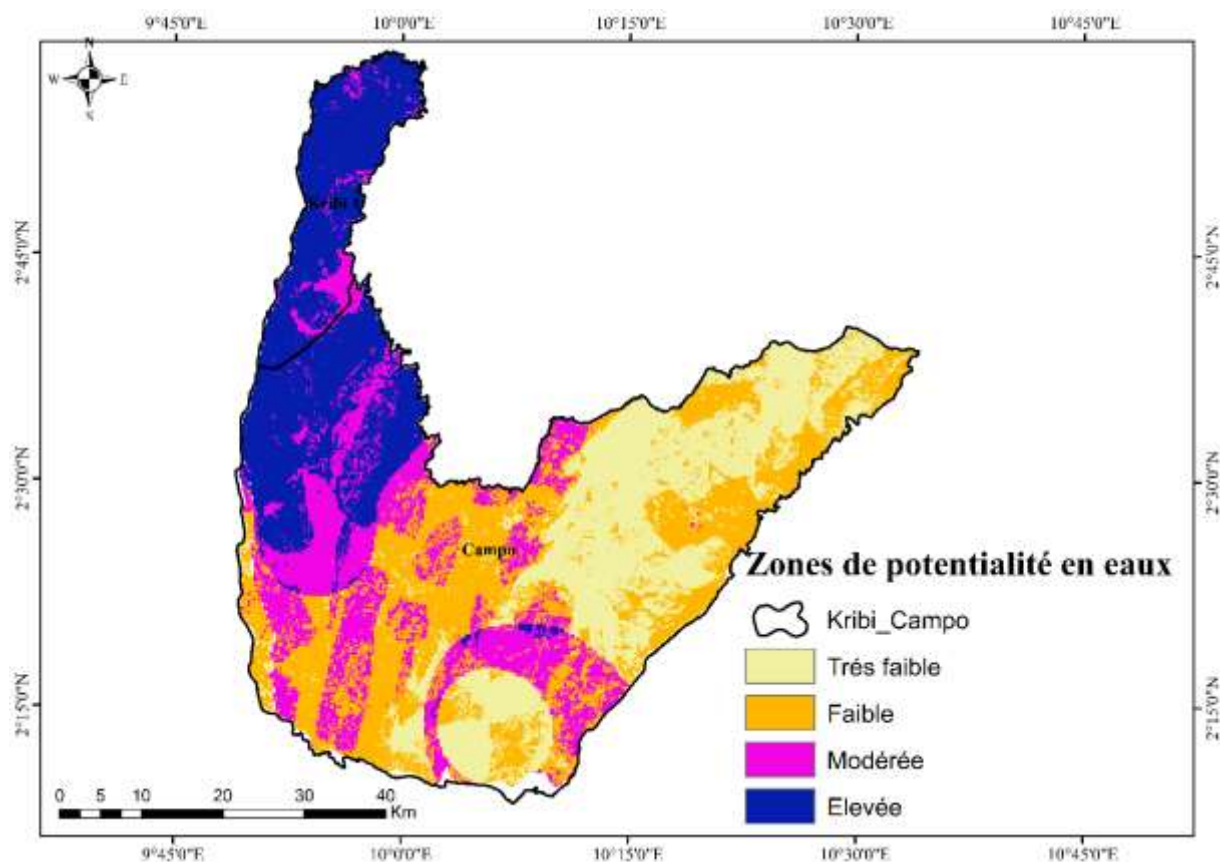 9°45'0"E 10°0'0"E 10°15'0"E 10°30'0"E 10°45'0"E
N
W E
S
2°45'0"N 2°45'0"N
2°30'0"N 2°30'0"N
2°15'0"N 2°15'0"N
Campo
Zones de potentialité en eaux
Kribi_Campo
Trés faible
Faible
Modérée
Elevée
0 5 10 20 30 40
Km
9°45'0"E 10°0'0"E 10°15'0"E 10°30'0"E 10°45'0"E